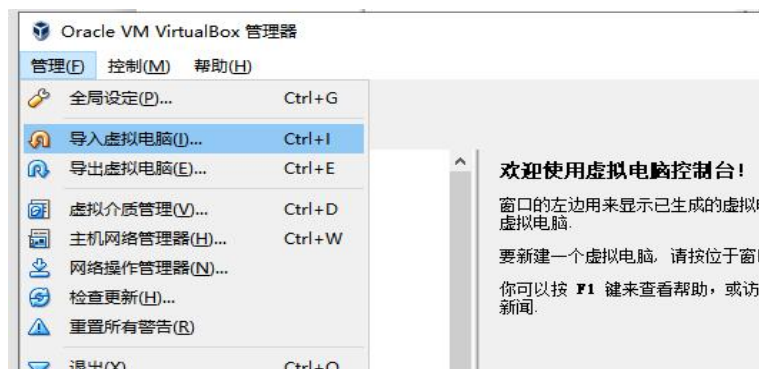 Oracle VM VirtualBox 管理器
管理(F) 控制(M) 帮助(H)
全局设定(P)... Ctrl+G
导入虚拟电脑(I)... Ctrl+I
导出虚拟电脑(E)... Ctrl+E
虚拟介质管理(V)... Ctrl+D
主机网络管理器(H)... Ctrl+W
网络操作管理器(N)...
检查更新(H)...
重置所有警告(R)
退出(X) Ctrl+Q
欢迎使用虚拟电脑控制台!
窗口的左边用来显示已生成的虚拟
虚拟电脑.
要新建一个虚拟电脑, 请按位于窗
你可以按 F1 键来查看帮助, 或访
新闻.